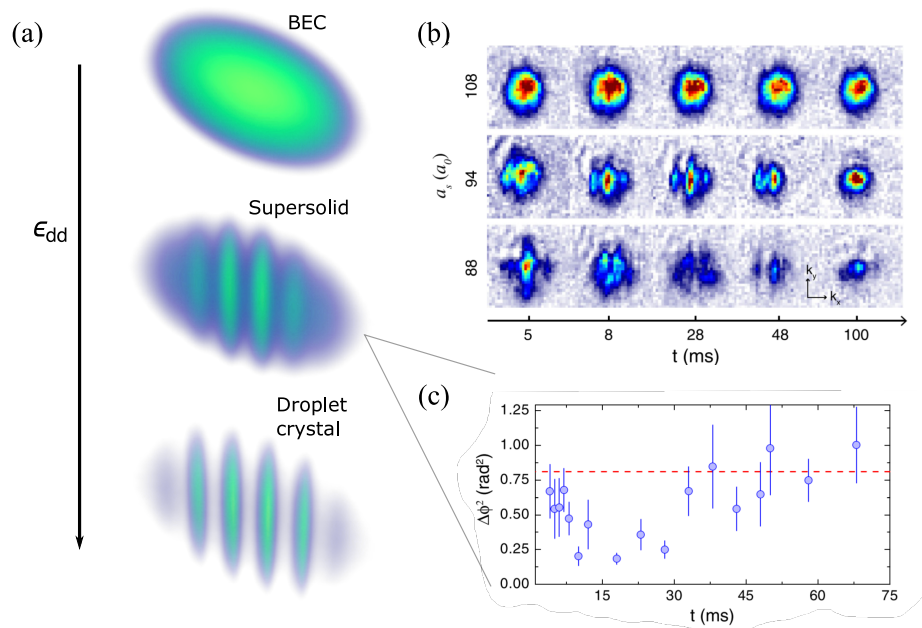 (a)
BEC
Supersolid
Droplet
crystal
ϵdd
(b)
108
94
88
a_s (a_0)
k_y
k_x
5 8 28 48 100
t (ms)
(c)
1.25
1.00
0.75
0.50
0.25
0.00
Δϕ² (rad²)
15 30 45 60 75
t (ms)